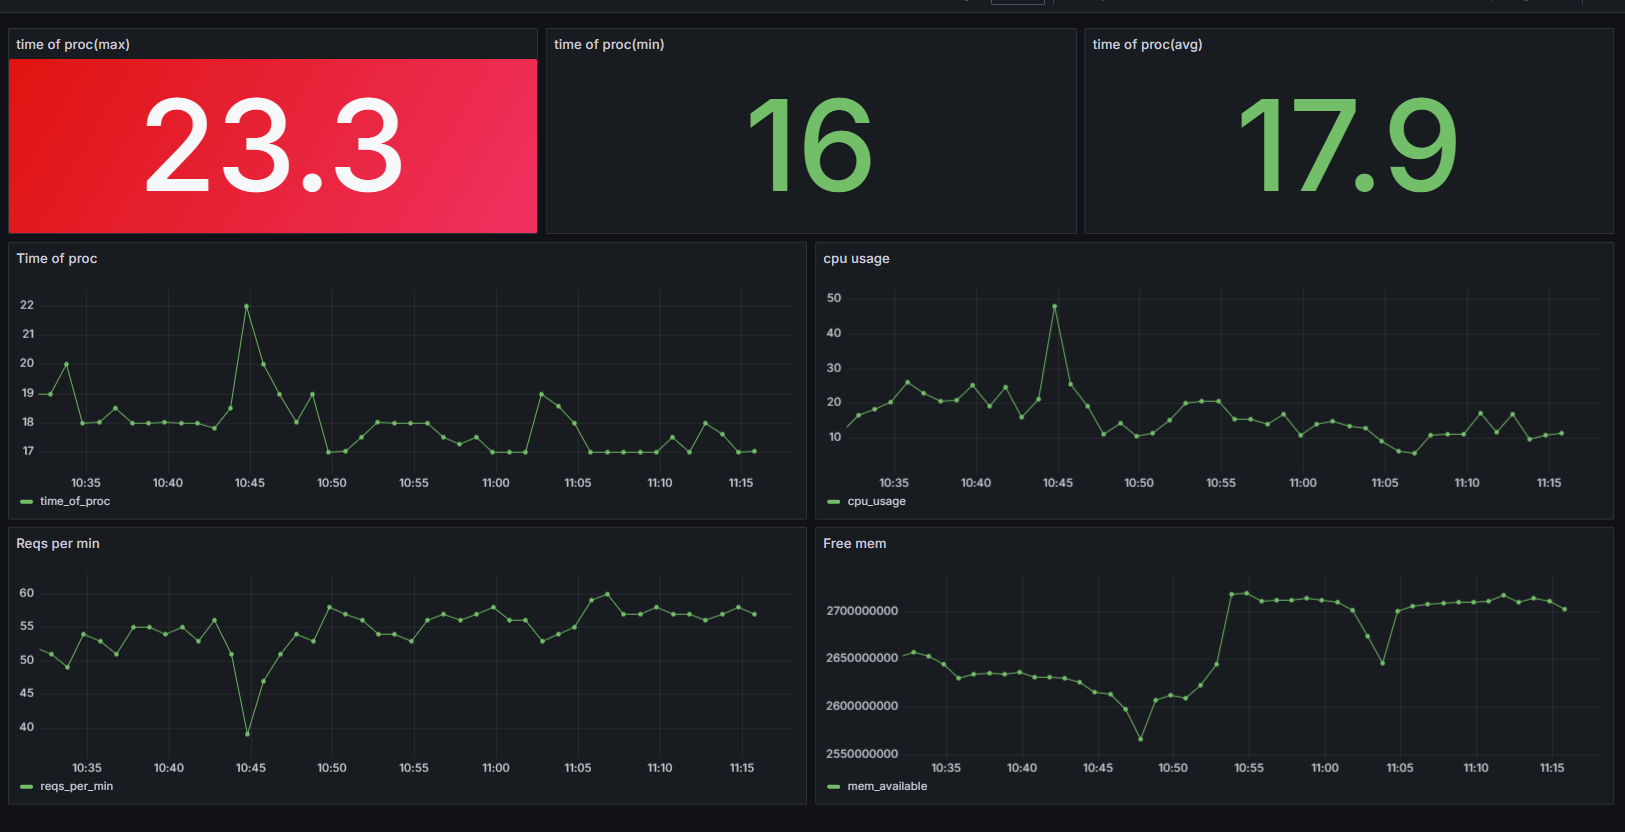 time of proc(max)
time of proc(min)
time of proc(avg)
23.3
16
17.9
Time of proc
22
21
20
19
18
17
10:35 10:40 10:45 10:50 10:55 11:00 11:05 11:10 11:15
time_of_proc
cpu usage
50
40
30
20
10
10:35 10:40 10:45 10:50 10:55 11:00 11:05 11:10 11:15
cpu_usage
Reqs per min
60
55
50
45
40
10:35 10:40 10:45 10:50 10:55 11:00 11:05 11:10 11:15
reqs_per_min
Free mem
2700000000
2650000000
2600000000
2550000000
10:35 10:40 10:45 10:50 10:55 11:00 11:05 11:10 11:15
mem_available